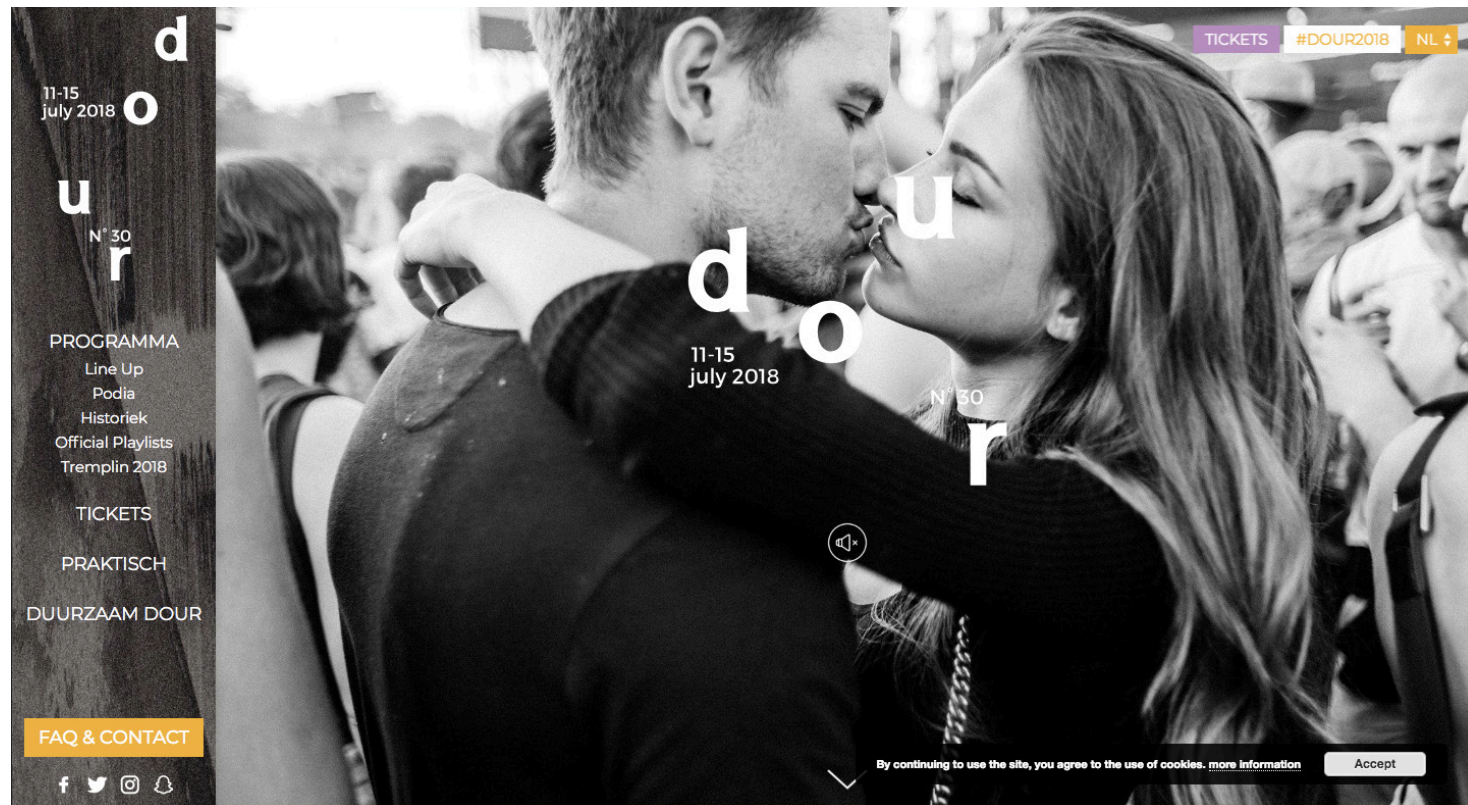 d
11-15
july 2018
o
u
N° 30
r
PROGRAMMA
Line Up
Podia
Historiek
Official Playlists
Tremplin 2018
TICKETS
PRAKTISCH
DUURZAAM DOUR
FAQ & CONTACT
TICKETS #DOUR2018 NL
u
d
o
11-15
july 2018
N° 30
r
By continuing to use the site, you agree to the use of cookies. more information Accept